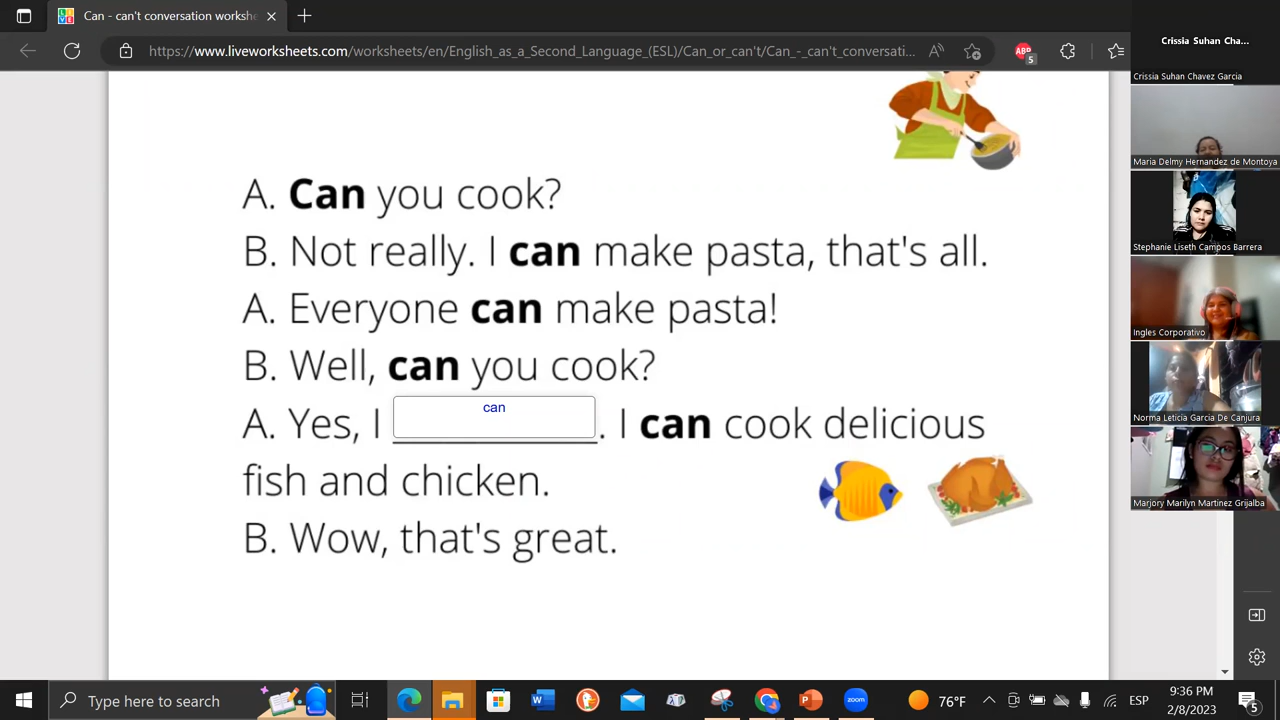 Can - can't conversation workshe
https://www.liveworksheets.com/worksheets/en/English_as_a_Second_Language_(ESL)/Can_or_can't/Can_-_can't_conversati...
A. Can you cook?
B. Not really. I can make pasta, that's all.
A. Everyone can make pasta!
B. Well, can you cook?
A. Yes, I can. I can cook delicious
fish and chicken.
B. Wow, that's great.
Crissia Suhan Cha...
Crissia Suhan Chavez Garcia
Maria Delmy Hernandez de Montoya
Stephanie Liseth Campos Barrera
Ingles Corporativo
Norma Leticia Garcia De Canjura
Marjory Marilyn Martinez Grijalba
ABP
5
Type here to search
zoom
76°F
ESP
9:36 PM
2/8/2023
5